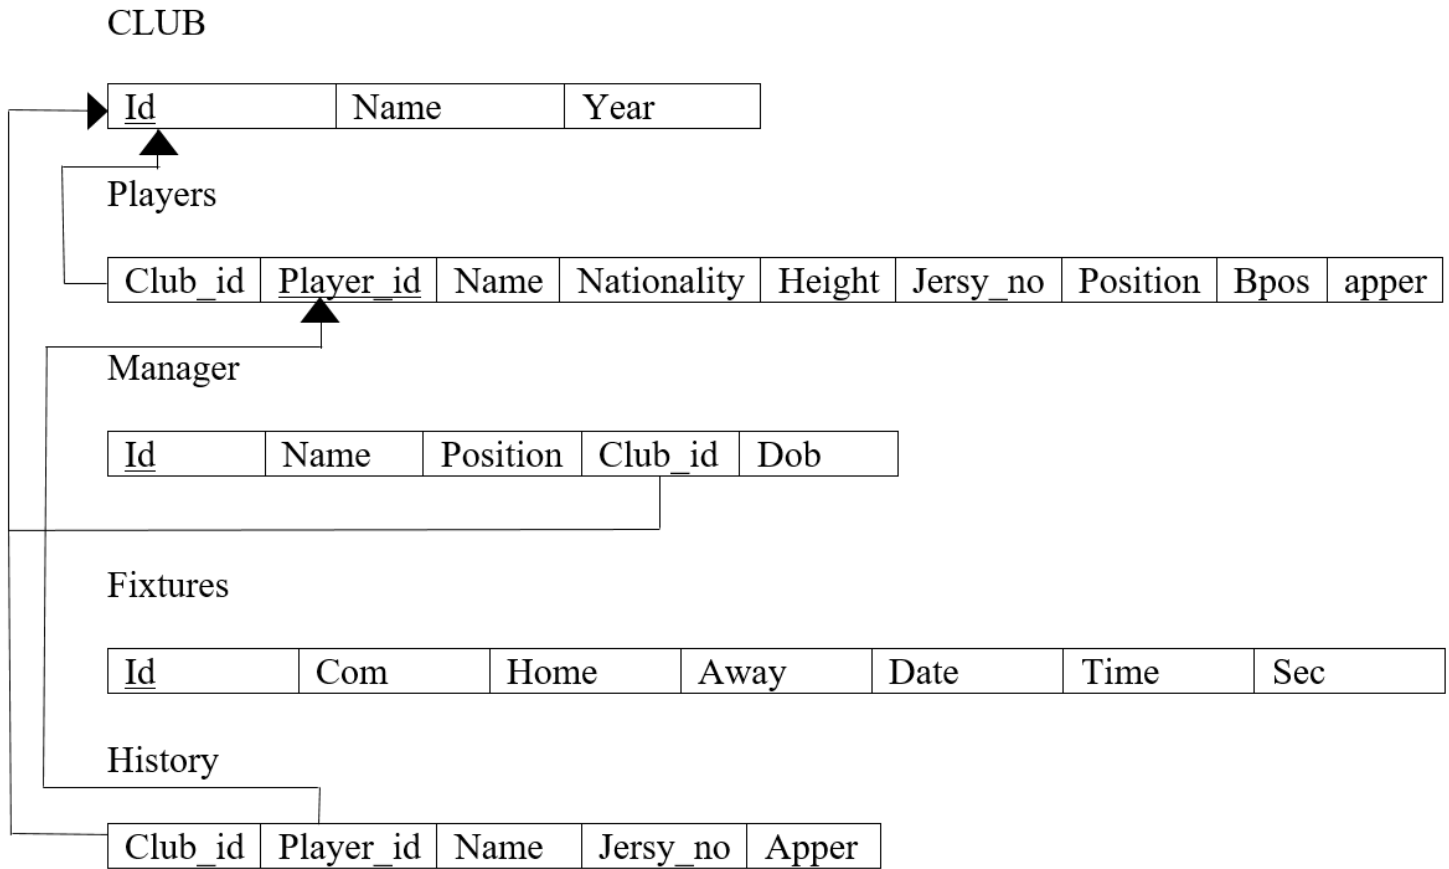 CLUB
Id Name Year
Players
Club_id Player_id Name Nationality Height Jersy_no Position Bpos apper
Manager
Id Name Position Club_id Dob
Fixtures
Id Com Home Away Date Time Sec
History
Club_id Player_id Name Jersy_no Apper